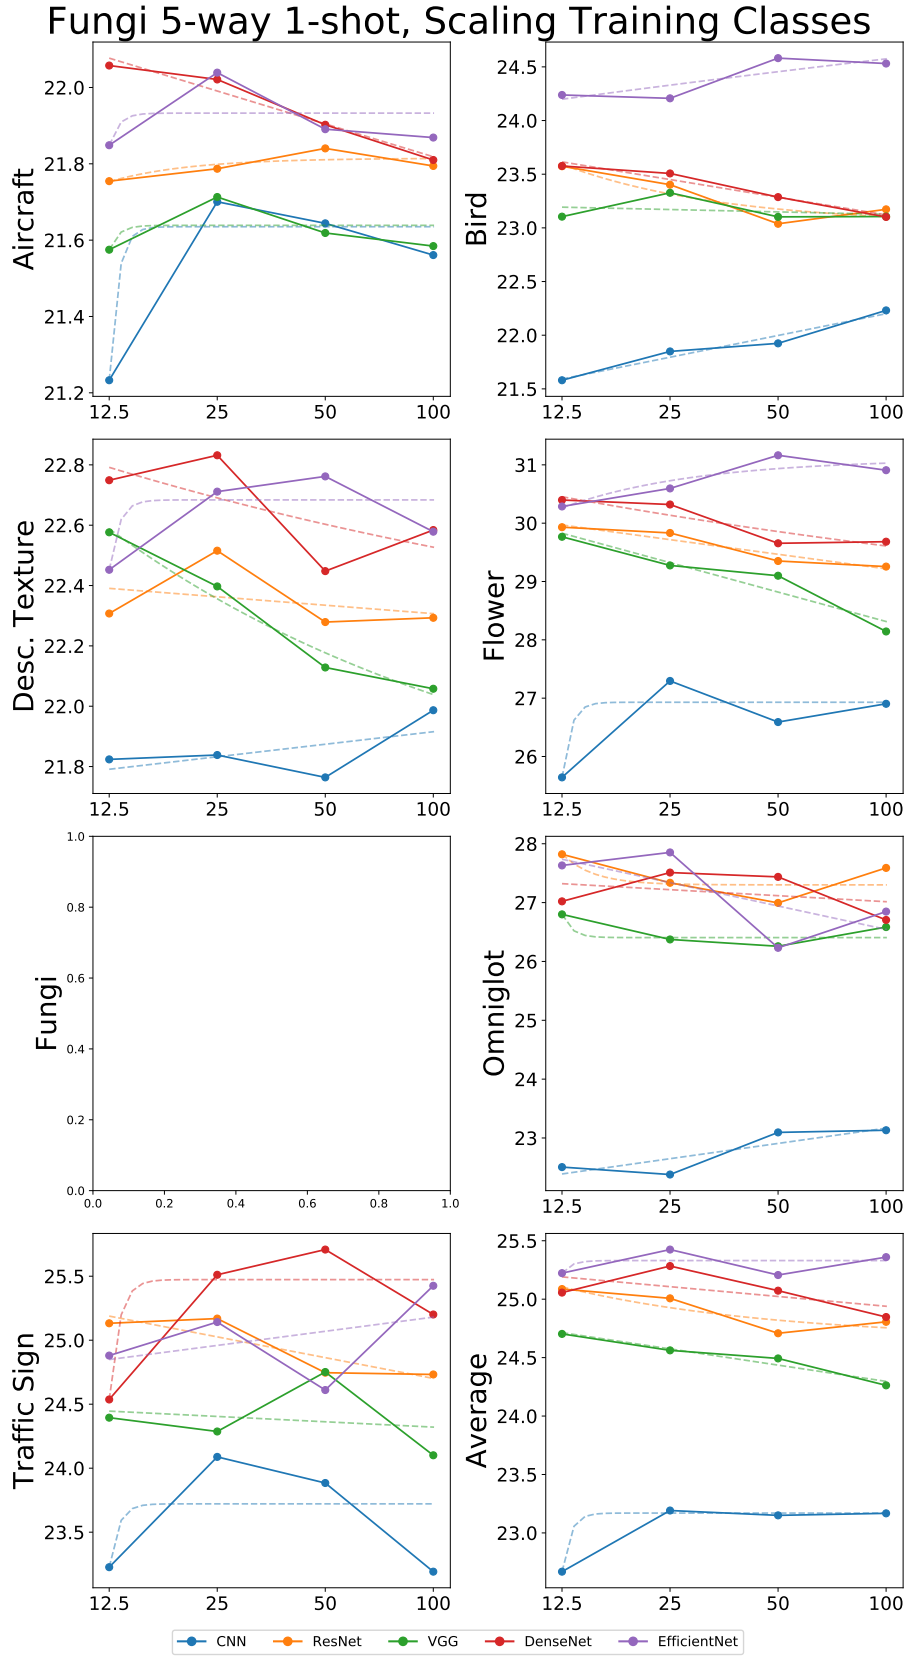 Fungi 5-way 1-shot, Scaling Training Classes
Aircraft
22.0
21.8
21.6
21.4
21.2
12.5 25 50 100
Bird
24.5
24.0
23.5
23.0
22.5
22.0
21.5
12.5 25 50 100
Desc. Texture
22.8
22.6
22.4
22.2
22.0
21.8
12.5 25 50 100
Flower
31
30
29
28
27
26
12.5 25 50 100
Fungi
1.0
0.8
0.6
0.4
0.2
0.0
0.0 0.2 0.4 0.6 0.8 1.0
Omniglot
28
27
26
25
24
23
12.5 25 50 100
Traffic Sign
25.5
25.0
24.5
24.0
23.5
12.5 25 50 100
Average
25.5
25.0
24.5
24.0
23.5
23.0
12.5 25 50 100
CNN ResNet VGG DenseNet EfficientNet